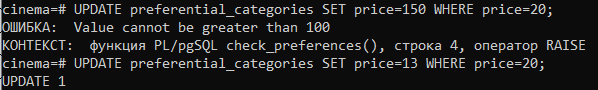 cinema=# UPDATE preferential_categories SET price=150 WHERE price=20;
ОШИБКА:  Value cannot be greater than 100
КОНТЕКСТ:  функция PL/pgSQL check_preferences(), строка 4, оператор RAISE
cinema=# UPDATE preferential_categories SET price=13 WHERE price=20;
UPDATE 1